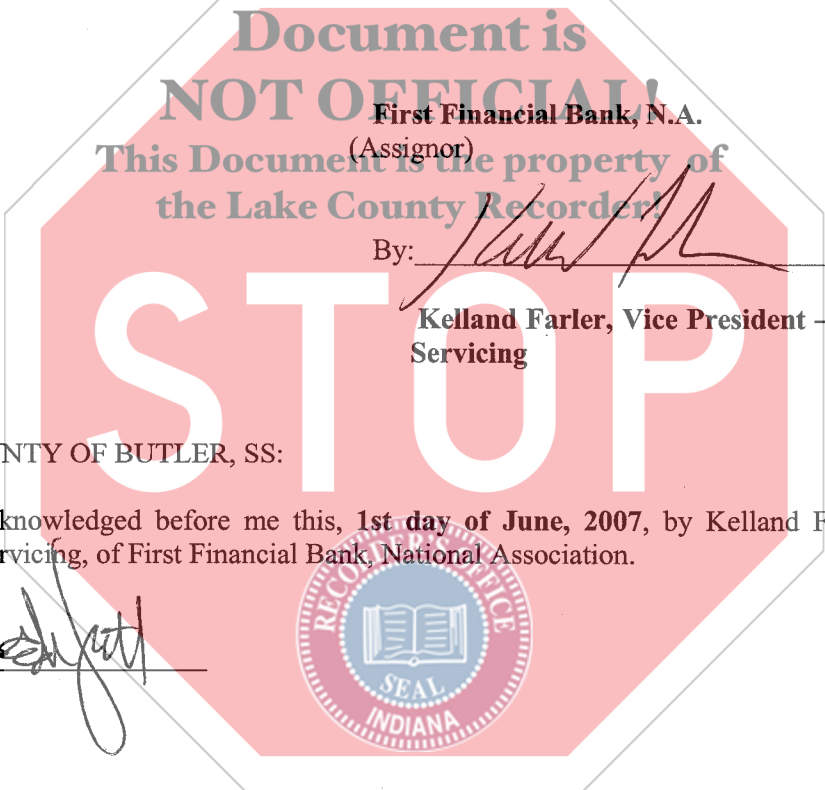 Document is
NOT OFFICIAL!
First Financial Bank, N.A.
(Assignor)
This Document is the property of
the Lake County Recorder!
By:
Kelland Farler, Vice President –
Servicing
STOP
NTY OF BUTLER, SS:
knowledged before me this, 1st day of June, 2007, by Kelland F
rvicing, of First Financial Bank, National Association.
RECORDER'S OFFICE
SEAL
INDIANA